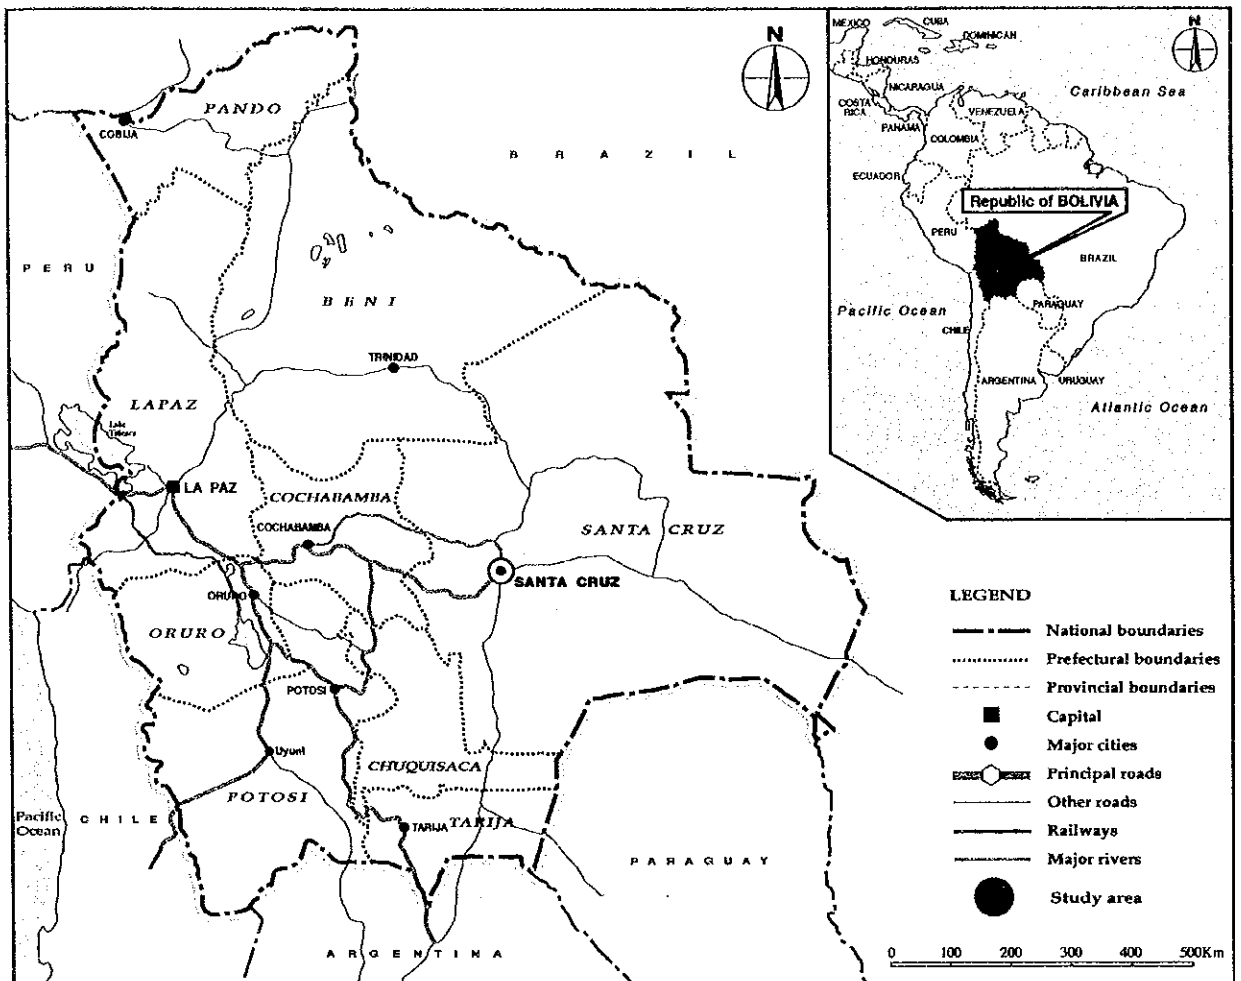 N
PANDO
COBIJA
B R A Z I L
P E R U
BENI
TRINIDAD
LAPAZ
Lake
Titicaca
LA PAZ
COCHABAMBA
COCHABAMBA
SANTA CRUZ
SANTA CRUZ
ORURO
ORURO
POTOSI
Uyuni
CHUQUISACA
POTOSI
Pacific
Ocean
C H I L E
TARIJA
TARIJA
P A R A G U A Y
A R G E N T I N A
N
MEXICO
CUBA
DOMINICAN
HONDURAS
NICARAGUA
Caribbean Sea
COSTA
RICA
PANAMA
VENEZUELA
COLOMBIA
ECUADOR
Republic of BOLIVIA
PERU
BRAZIL
Pacific Ocean
PARAGUAY
CHILE
ARGENTINA
URUGUAY
Atlantic Ocean
LEGEND
National boundaries
Prefectural boundaries
Provincial boundaries
Capital
Major cities
Principal roads
Other roads
Railways
Major rivers
Study area
0 100 200 300 400 500Km